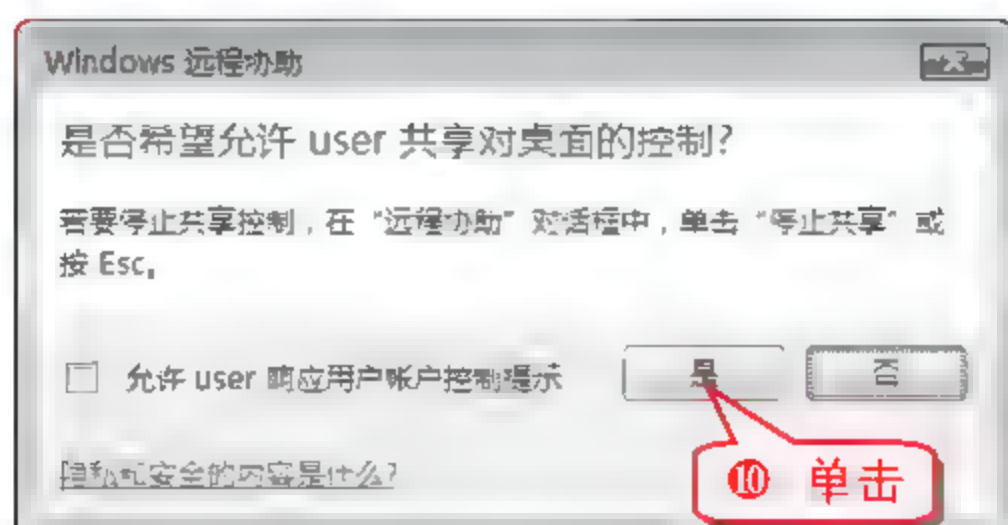 Windows 远程协助
是否希望允许 user 共享对桌面的控制?
若要停止共享控制，在“远程协助”对话框中，单击“停止共享”或
按 Esc。
允许 user 响应用户帐户控制提示
是
否
隐私和安全的内容是什么?
⑩ 单击